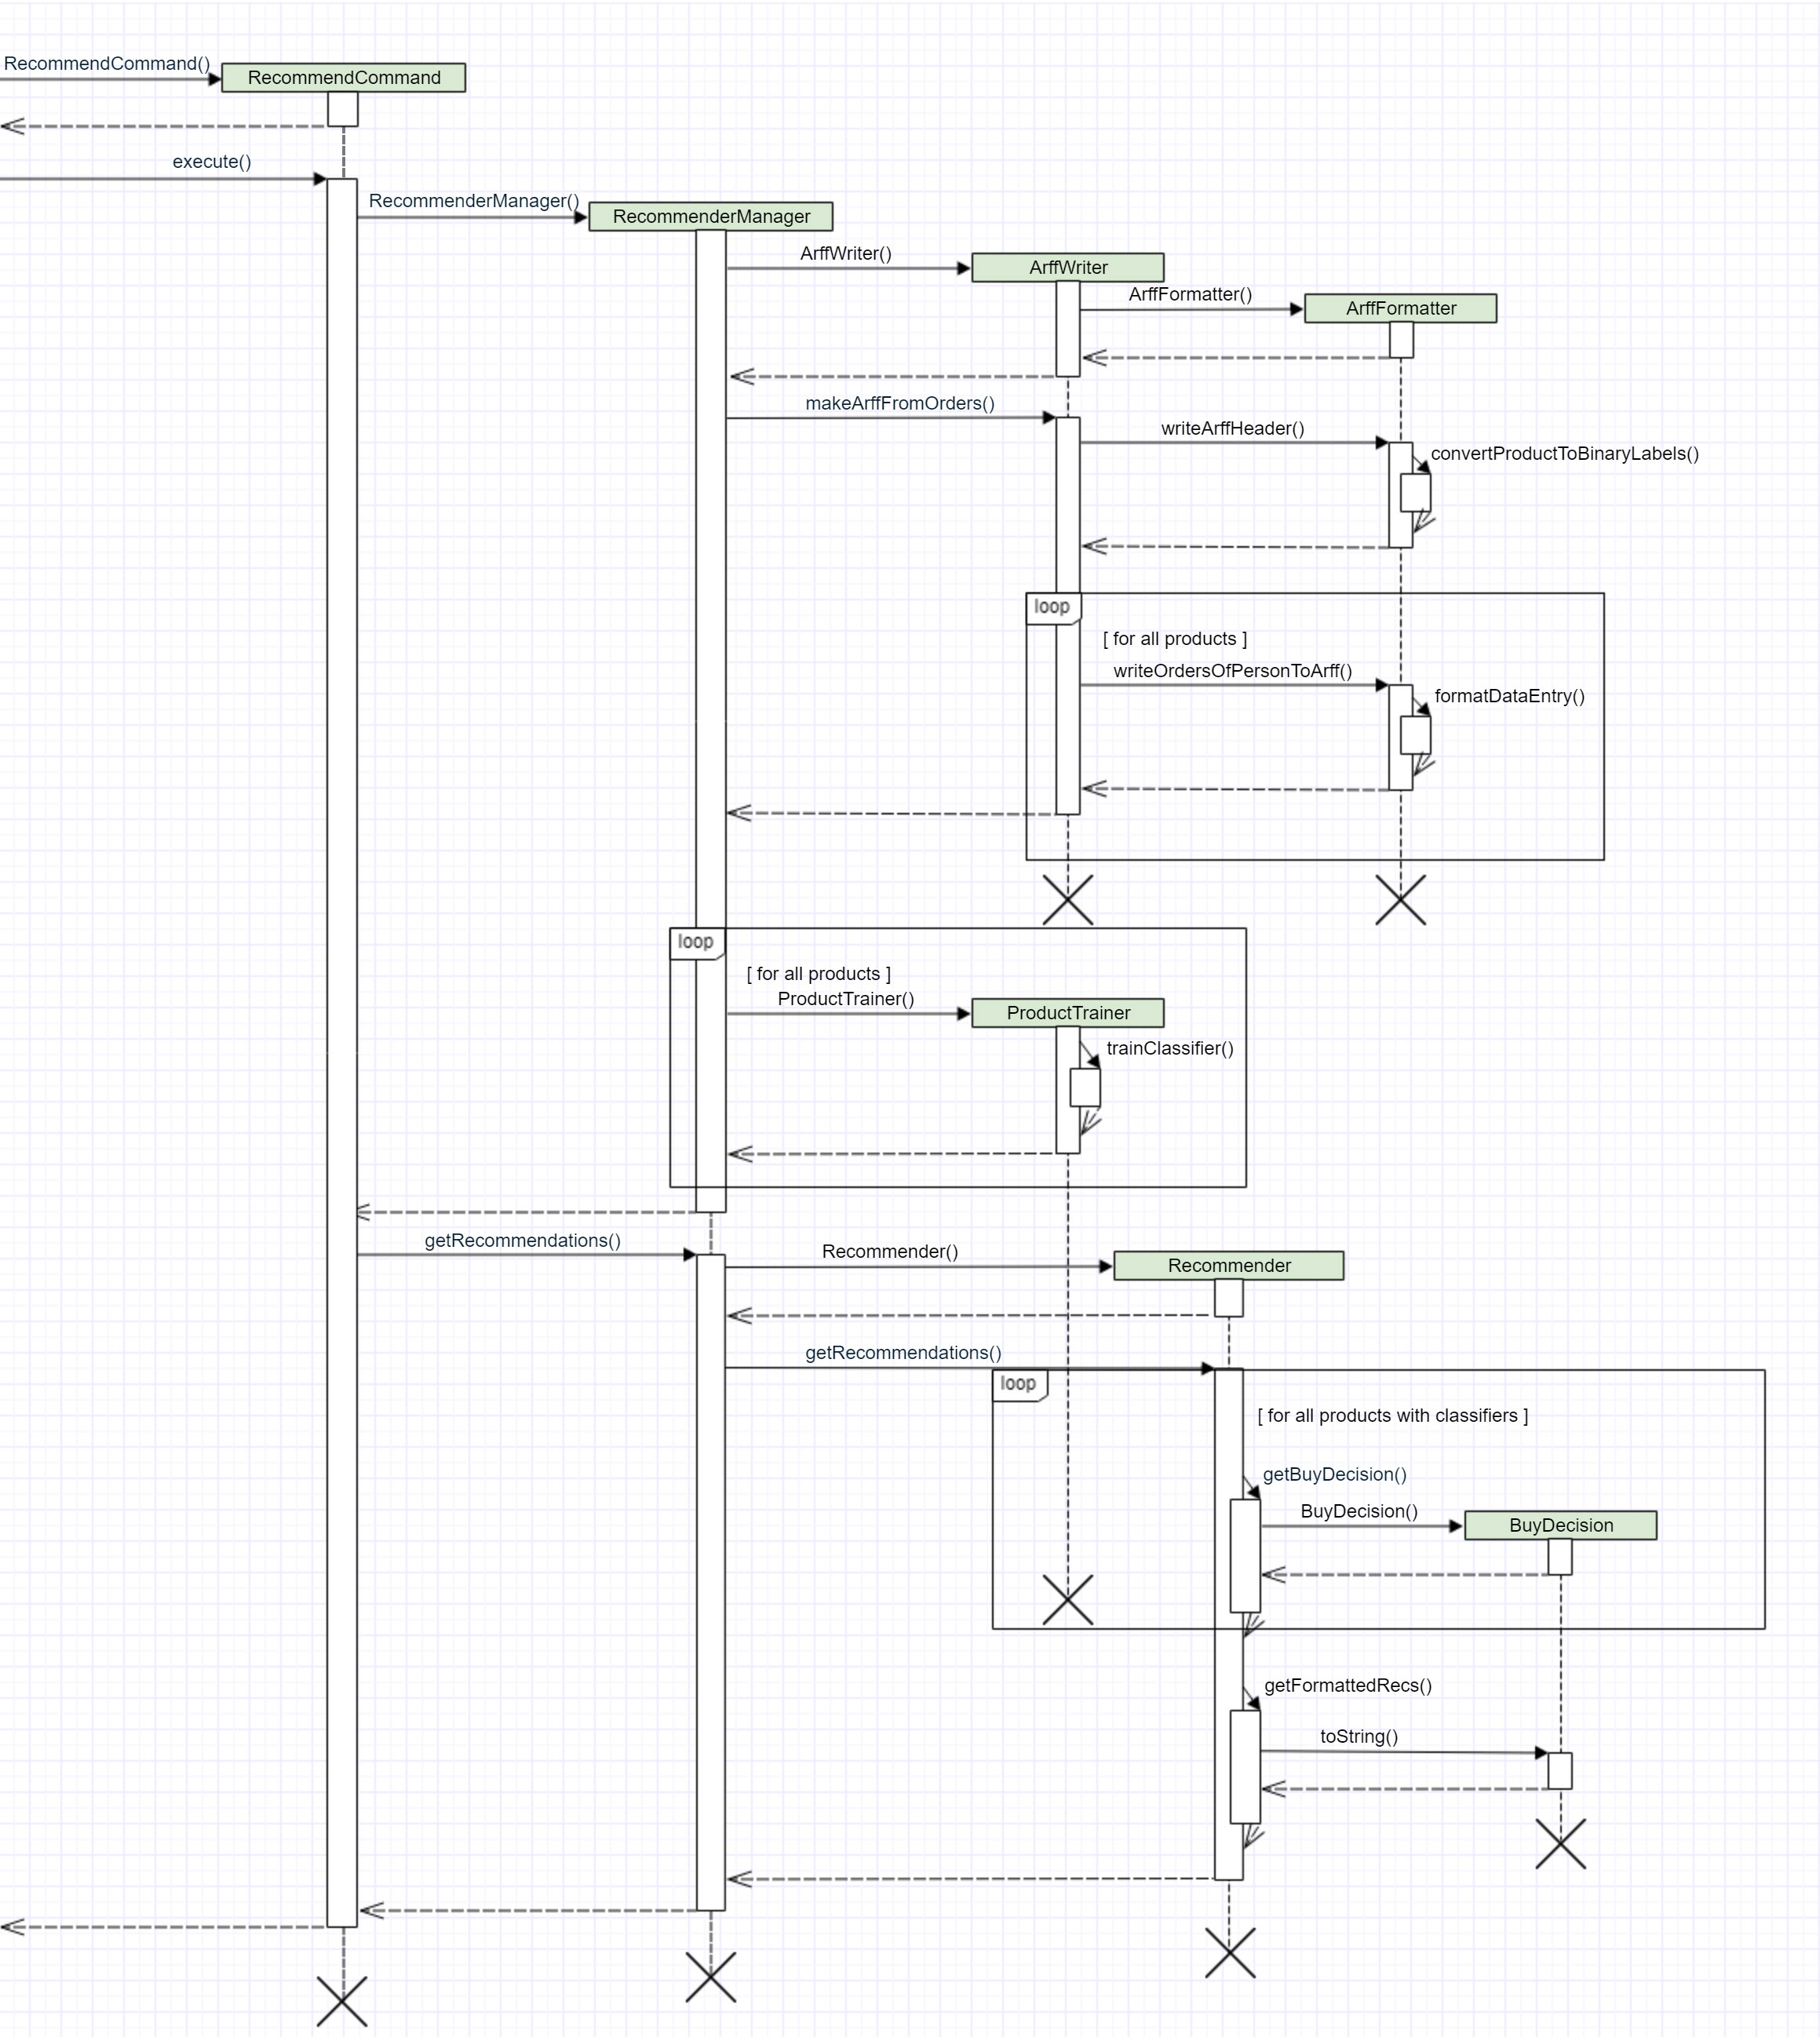 RecommendCommand()
RecommendCommand
execute()
RecommenderManager()
RecommenderManager
ArffWriter()
ArffWriter
ArffFormatter()
ArffFormatter
makeArffFromOrders()
writeArffHeader()
convertProductToBinaryLabels()
loop
[ for all products ]
writeOrdersOfPersonToArff()
formatDataEntry()
loop
[ for all products ]
ProductTrainer()
ProductTrainer
trainClassifier()
getRecommendations()
Recommender()
Recommender
getRecommendations()
loop
[ for all products with classifiers ]
getBuyDecision()
BuyDecision()
BuyDecision
getFormattedRecs()
toString()